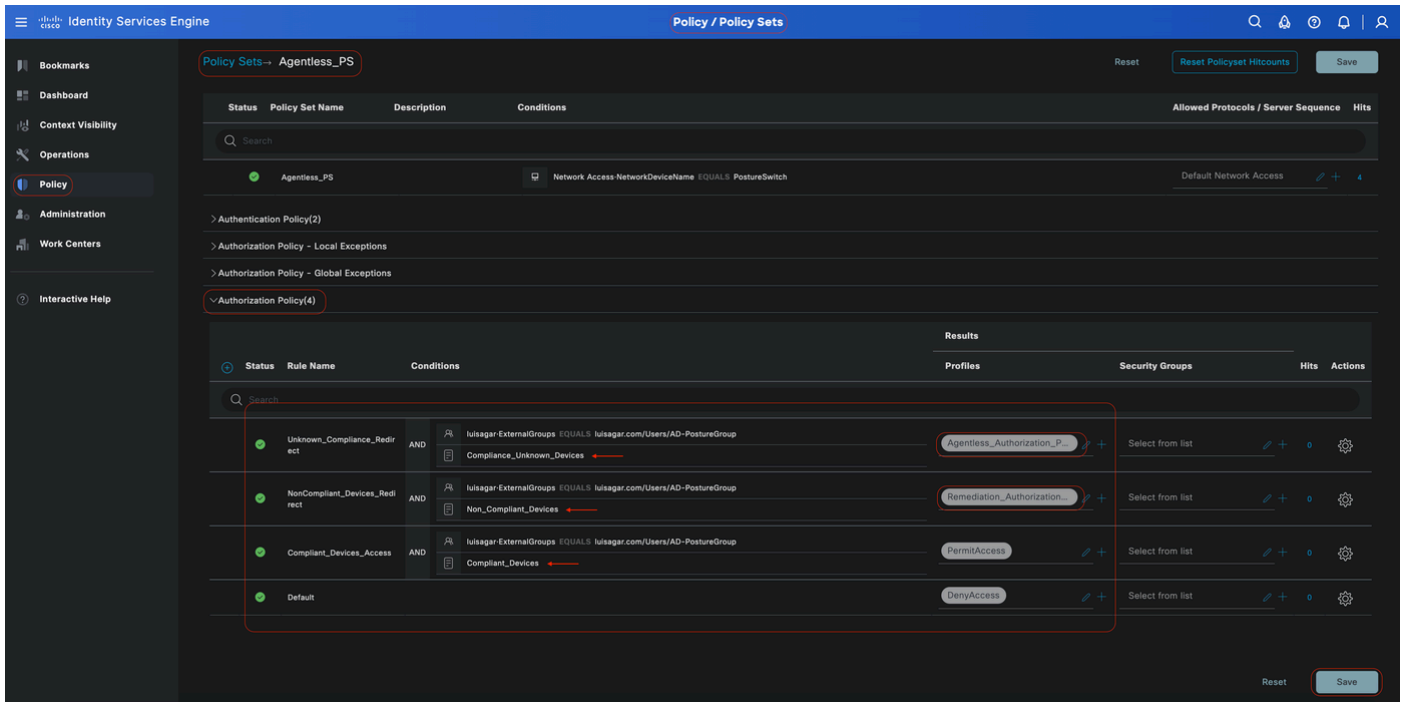 cisco Identity Services Engine
Policy / Policy Sets
Bookmarks
Dashboard
Context Visibility
Operations
Policy
Administration
Work Centers
Interactive Help
Policy Sets→ Agentless_PS
Reset
Reset Policyset Hitcounts
Save
Status Policy Set Name Description Conditions Allowed Protocols / Server Sequence Hits
Search
Agentless_PS Network Access·NetworkDeviceName EQUALS PostureSwitch Default Network Access 4
Authentication Policy(2)
Authorization Policy - Local Exceptions
Authorization Policy - Global Exceptions
Authorization Policy(4)
Results
Status Rule Name Conditions Profiles Security Groups Hits Actions
Search
Unknown_Compliance_Redir
ect
AND
luisagar·ExternalGroups EQUALS luisagar.com/Users/AD-PostureGroup
Compliance_Unknown_Devices
Agentless_Authorization_P...
Select from list
0
NonCompliant_Devices_Redi
rect
AND
luisagar·ExternalGroups EQUALS luisagar.com/Users/AD-PostureGroup
Non_Compliant_Devices
Remediation_Authorization...
Select from list
0
Compliant_Devices_Access
AND
luisagar·ExternalGroups EQUALS luisagar.com/Users/AD-PostureGroup
Compliant_Devices
PermitAccess
Select from list
0
Default
DenyAccess
Select from list
0
Reset
Save